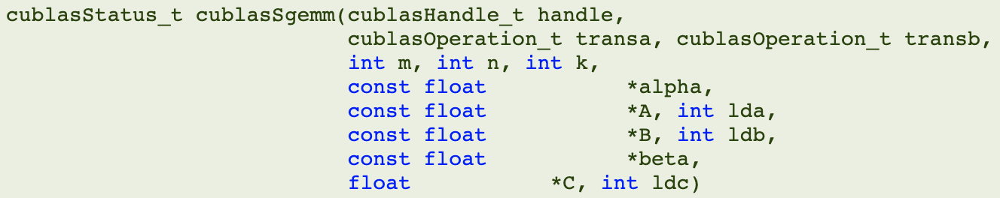 cublasStatus_t cublasSgemm(cublasHandle_t handle,
cublasOperation_t transa, cublasOperation_t transb,
int m, int n, int k,
const float *alpha,
const float *A, int lda,
const float *B, int ldb,
const float *beta,
float *C, int ldc)